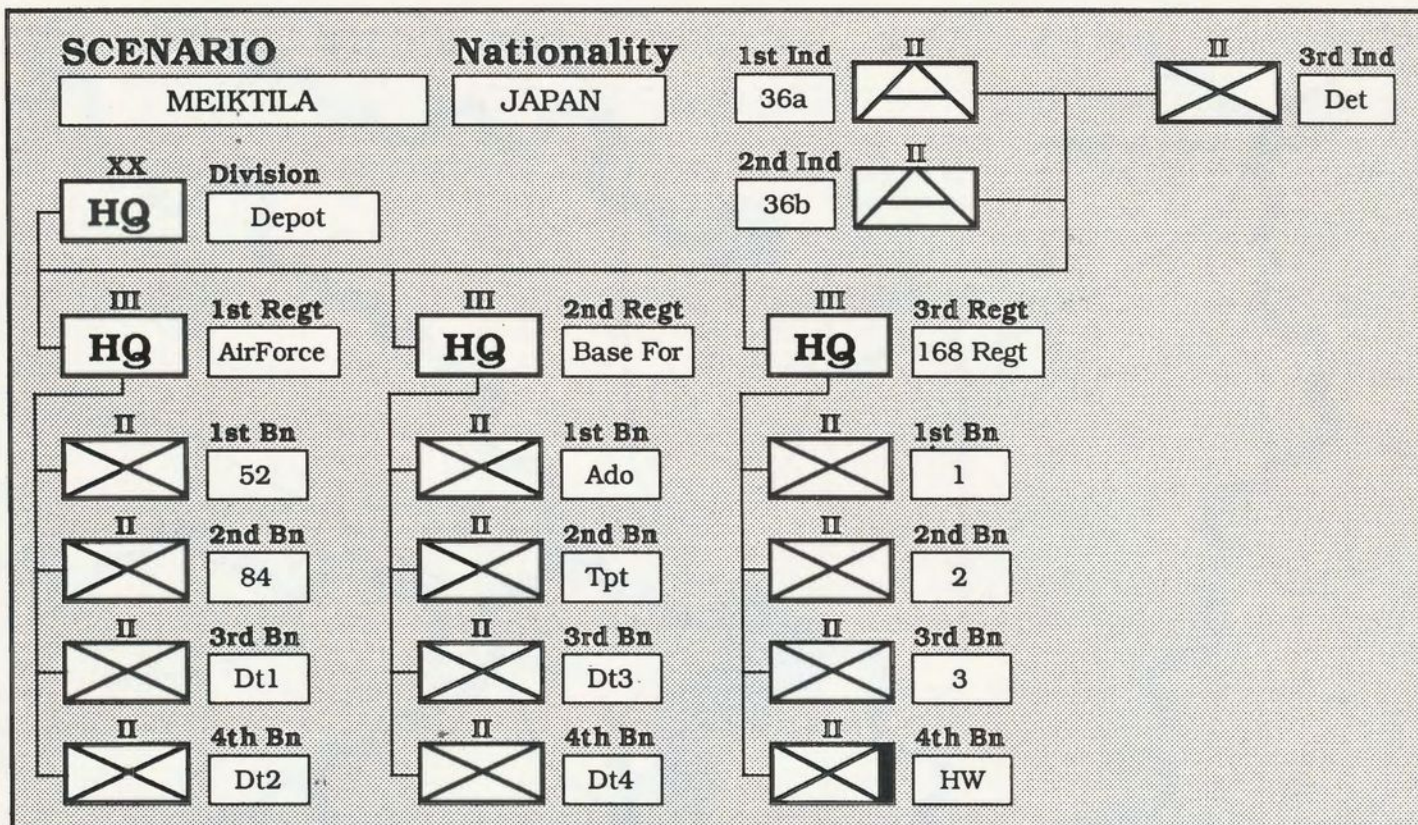 SCENARIO Nationality 1st Ind II II 3rd Ind
MEIKTILA JAPAN 36a Det
XX Division 2nd Ind II
HQ Depot 36b
III 1st Regt III 2nd Regt III 3rd Regt
HQ AirForce HQ Base For HQ 168 Regt
II 1st Bn II 1st Bn II 1st Bn
52 Ado 1
II 2nd Bn II 2nd Bn II 2nd Bn
84 Tpt 2
II 3rd Bn II 3rd Bn II 3rd Bn
Dt1 Dt3 3
II 4th Bn II 4th Bn II 4th Bn
Dt2 Dt4 HW